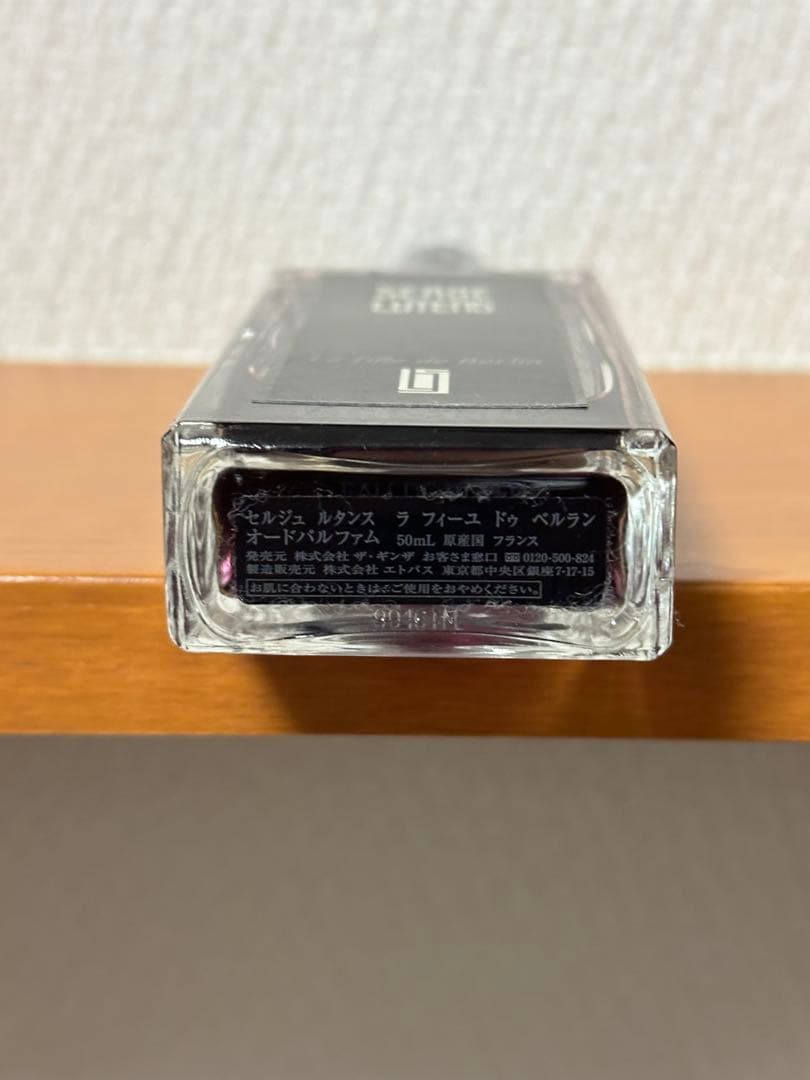 SERGE
LUTENS
La fille de Berlin
セルジュ ルタンス ラ フィーユ ドゥ ベルラン
オードパルファム 50mL 原産国 フランス
発売元 株式会社 ザ・ギンザ お客さま窓口 0120-500-824
製造販売元 株式会社 エトバス 東京都中央区銀座7-17-15
お肌に合わないときはご使用をおやめください。